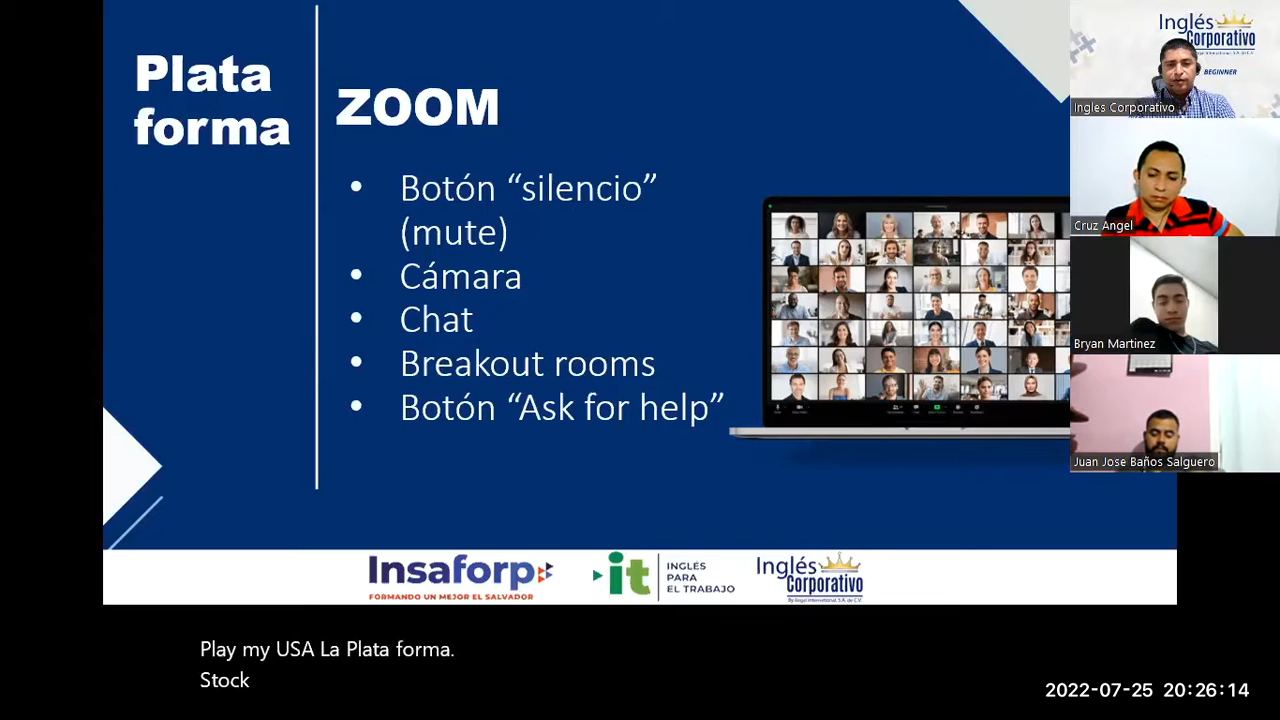 Plata
forma
ZOOM
• Botón “silencio”
(mute)
• Cámara
• Chat
• Breakout rooms
• Botón “Ask for help”
Insaforp
FORMANDO UN MEJOR EL SALVADOR
it
INGLÉS
PARA
EL TRABAJO
Inglés
Corporativo
Inglés
Corporativo
BEGINNER
Ingles Corporativo
Cruz Angel
Bryan Martinez
Juan Jose Baños Salguero
Play my USA La Plata forma.
Stock
2022-07-25 20:26:14